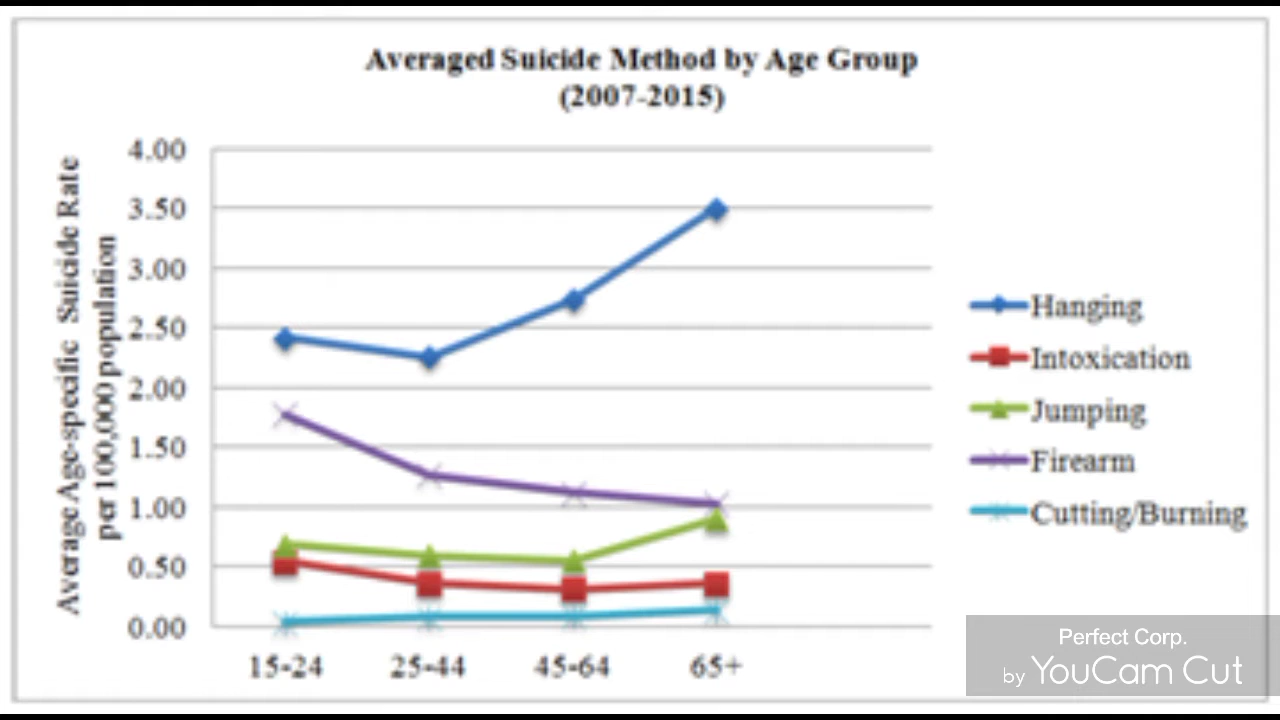 Averaged Suicide Method by Age Group
(2007-2015)
Average Age-specific Suicide Rate
per 100,000 population
4.00
3.50
3.00
2.50
2.00
1.50
1.00
0.50
0.00
15-24 25-44 45-64 65+
Hanging
Intoxication
Jumping
Firearm
Cutting/Burning
Perfect Corp.
by YouCam Cut